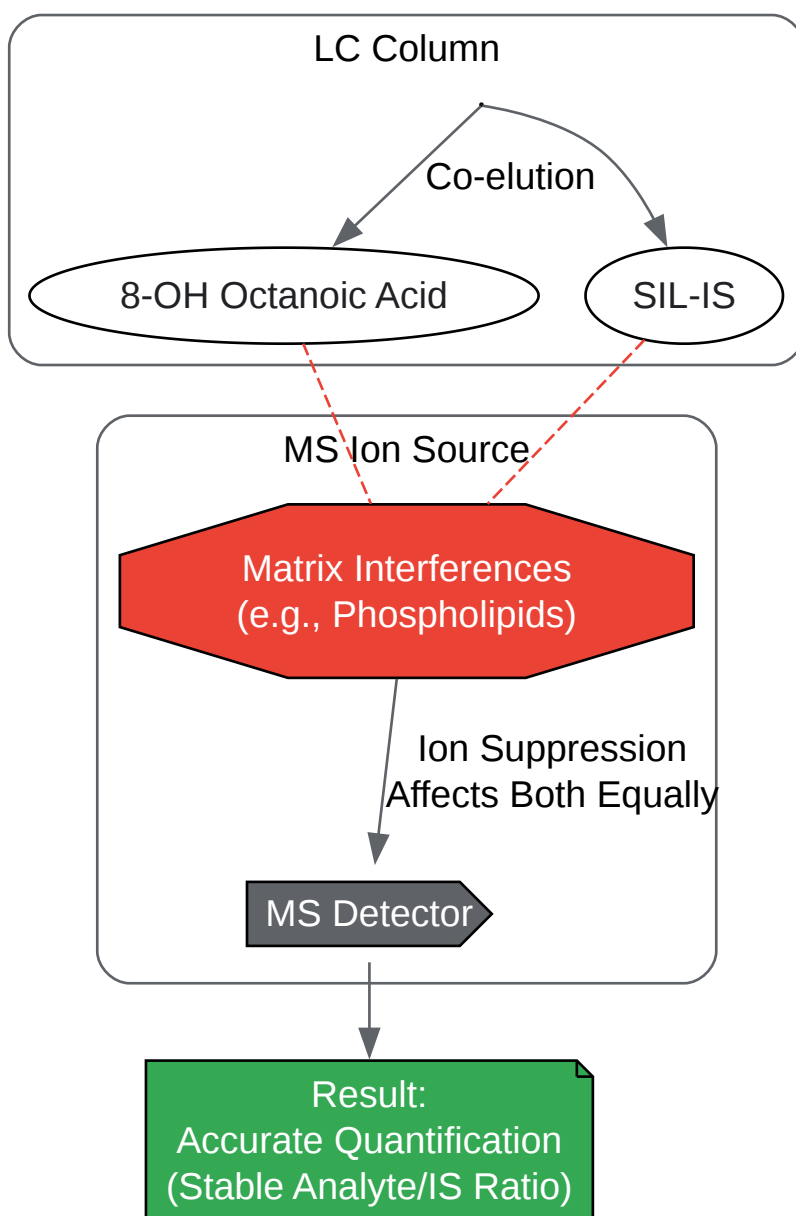 LC Column
Co-elution
8-OH Octanoic Acid
SIL-IS
MS Ion Source
Matrix Interferences
(e.g., Phospholipids)
Ion Suppression
Affects Both Equally
MS Detector
Result:
Accurate Quantification
(Stable Analyte/IS Ratio)